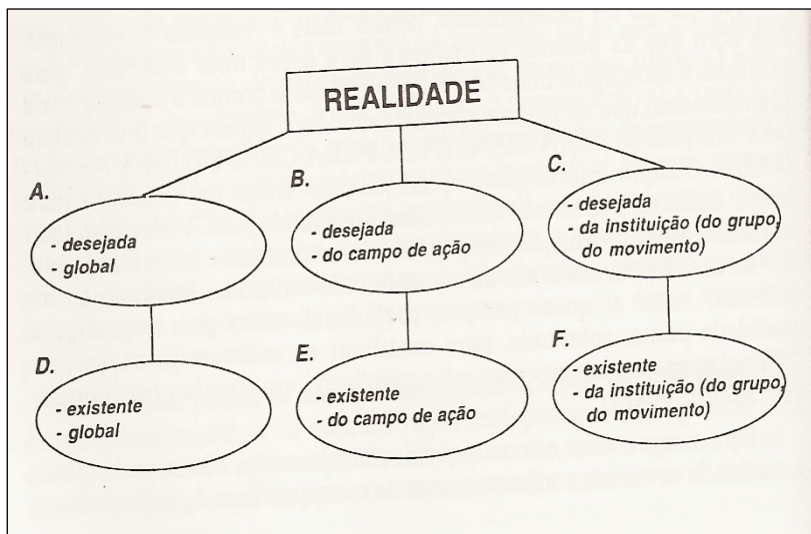 REALIDADE
A.
- desejada
- global
B.
- desejada
- do campo de ação
C.
- desejada
- da instituição (do grupo,
do movimento)
D.
- existente
- global
E.
- existente
- do campo de ação
F.
- existente
- da instituição (do grupo,
do movimento)